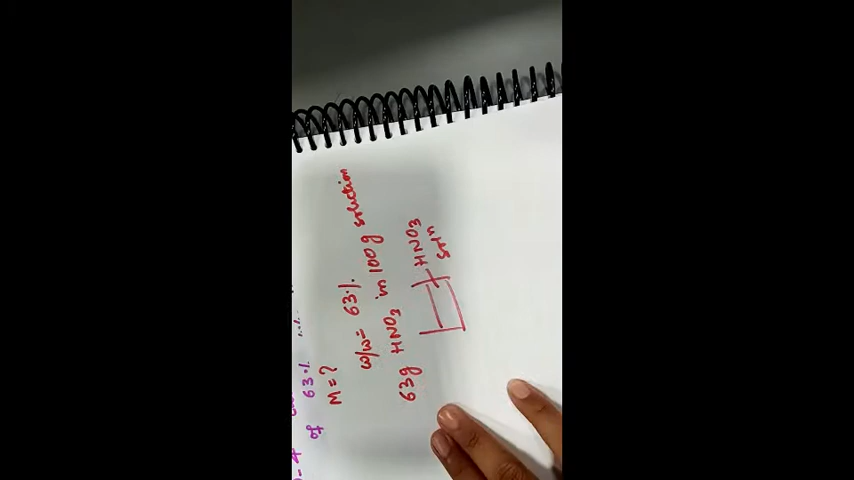 of 63%
M = ?
w/w = 63%
63g HNO3 in 100g solution
HNO3
Soln